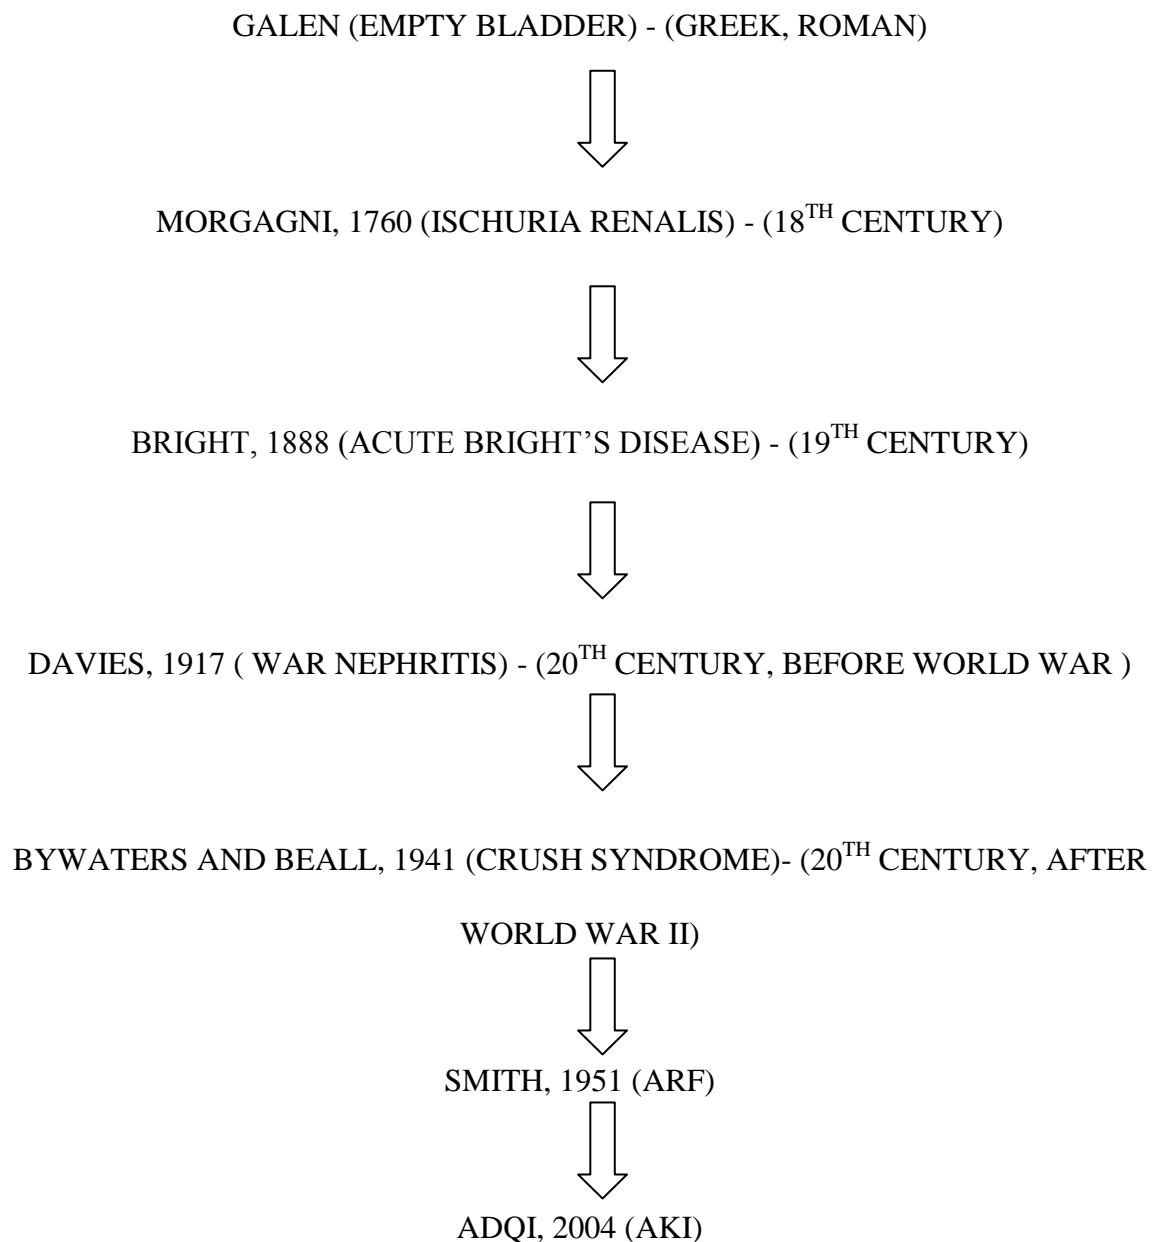 GALEN (EMPTY BLADDER) - (GREEK, ROMAN)
MORGAGNI, 1760 (ISCHURIA RENALIS) - (18TH CENTURY)
BRIGHT, 1888 (ACUTE BRIGHT’S DISEASE) - (19TH CENTURY)
DAVIES, 1917 ( WAR NEPHRITIS) - (20TH CENTURY, BEFORE WORLD WAR )
BYWATERS AND BEALL, 1941 (CRUSH SYNDROME)- (20TH CENTURY, AFTER
WORLD WAR II)
SMITH, 1951 (ARF)
ADQI, 2004 (AKI)